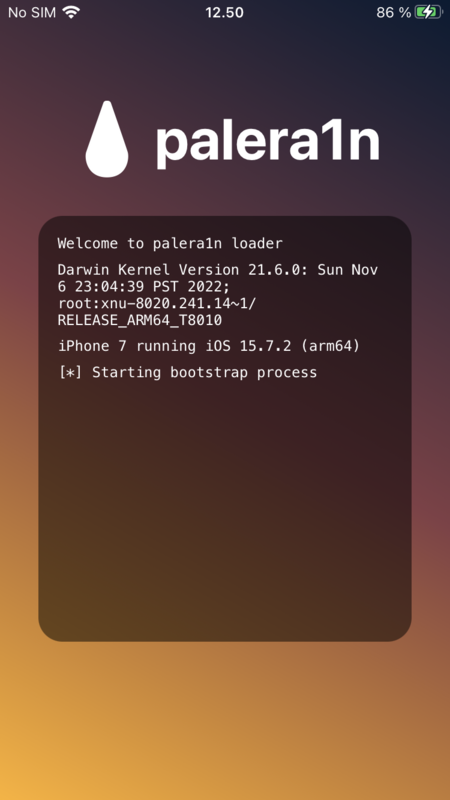 No SIM 12.50 86 %
palera1n
Welcome to palera1n loader
Darwin Kernel Version 21.6.0: Sun Nov
6 23:04:39 PST 2022;
root:xnu-8020.241.14~1/
RELEASE_ARM64_T8010
iPhone 7 running iOS 15.7.2 (arm64)
[*] Starting bootstrap process